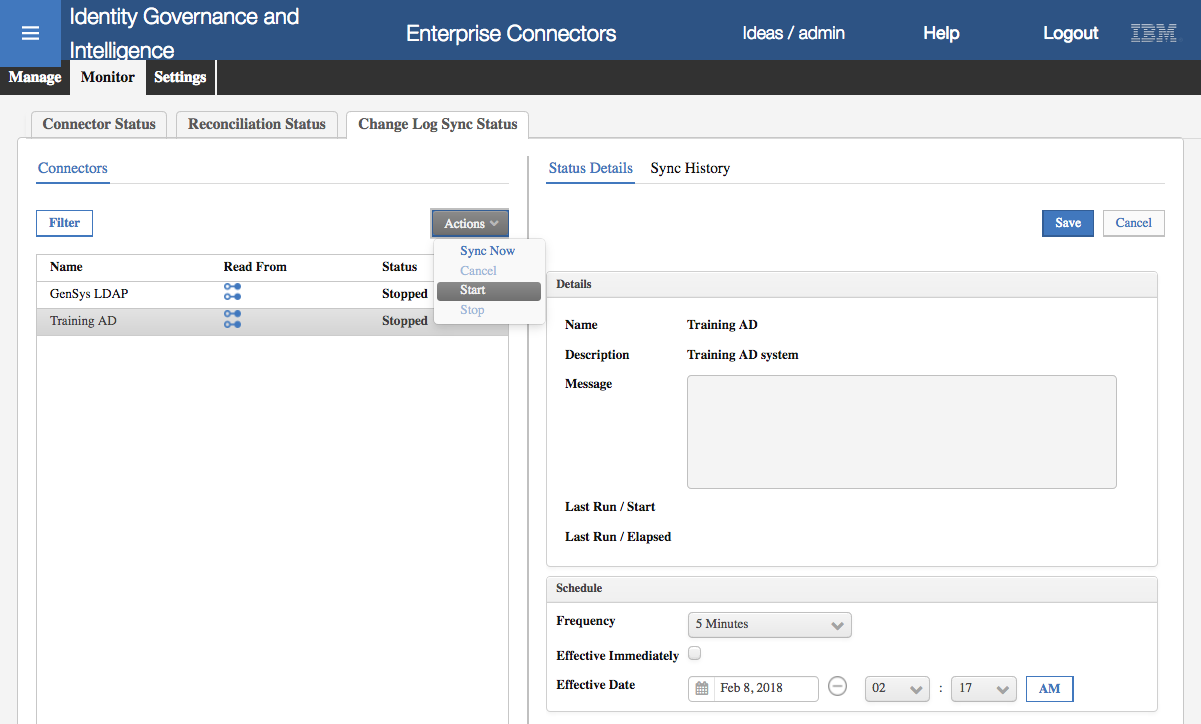 Identity Governance and
Intelligence
Enterprise Connectors
Ideas / admin
Help
Logout
IBM
Manage
Monitor
Settings
Connector Status
Reconciliation Status
Change Log Sync Status
Connectors
Filter
Actions
Sync Now
Cancel
Start
Stop
Name Read From Status
GenSys LDAP Stopped
Training AD Stopped
Status Details
Sync History
Save
Cancel
Details
Name Training AD
Description Training AD system
Message
Last Run / Start
Last Run / Elapsed
Schedule
Frequency 5 Minutes
Effective Immediately
Effective Date Feb 8, 2018 02 : 17 AM